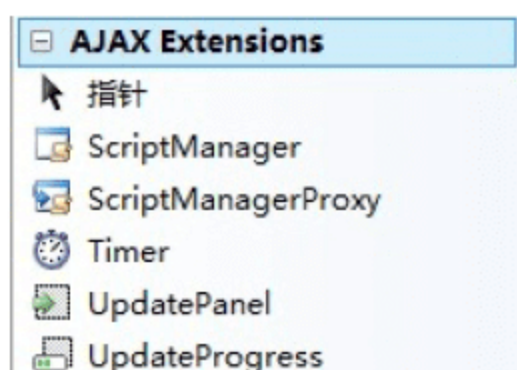 AJAX Extensions
指针
ScriptManager
ScriptManagerProxy
Timer
UpdatePanel
UpdateProgress